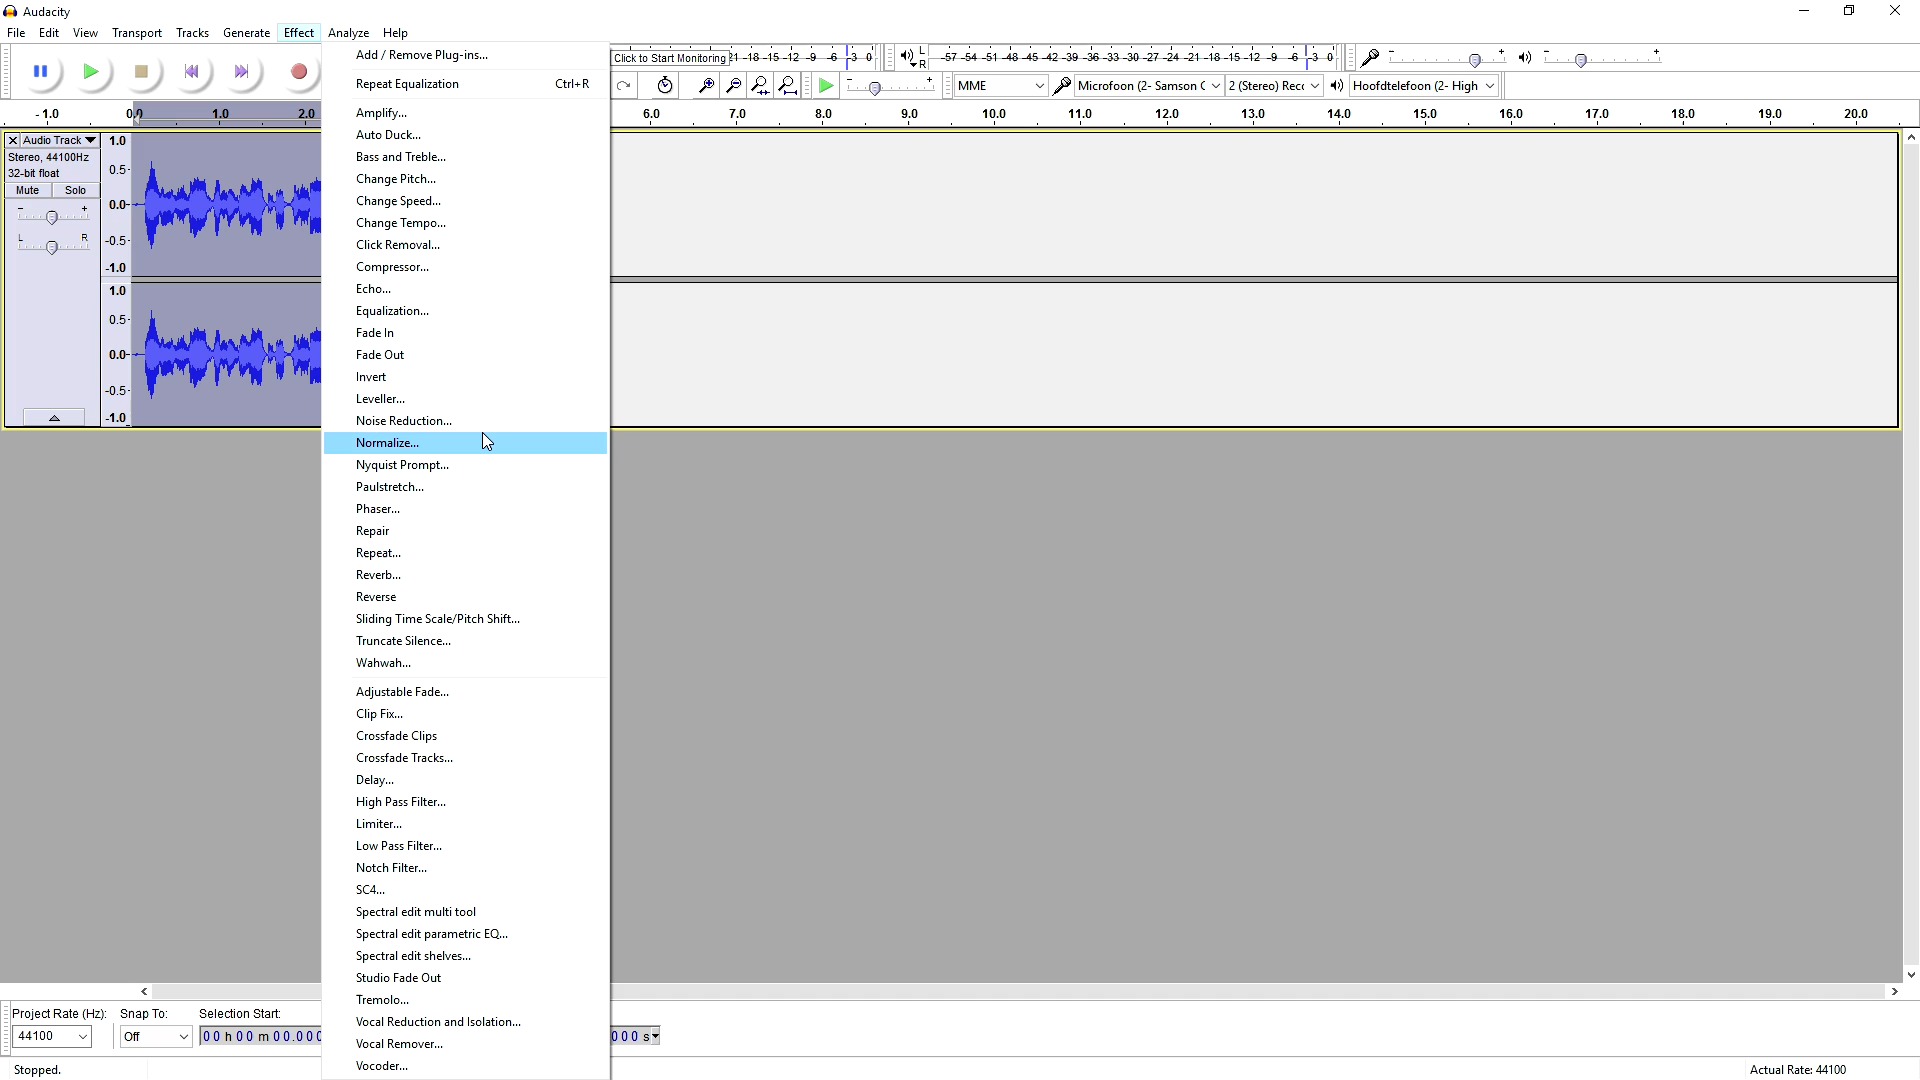 Audacity
File Edit View Transport Tracks Generate Effect Analyze Help
Add / Remove Plug-ins...
Repeat Equalization Ctrl+R
Amplify...
Auto Duck...
Bass and Treble...
Change Pitch...
Change Speed...
Change Tempo...
Click Removal...
Compressor...
Echo...
Equalization...
Fade In
Fade Out
Invert
Leveller...
Noise Reduction...
Normalize...
Nyquist Prompt...
Paulstretch...
Phaser...
Repair
Repeat...
Reverb...
Reverse
Sliding Time Scale/Pitch Shift...
Truncate Silence...
Wahwah...
Adjustable Fade...
Clip Fix...
Crossfade Clips
Crossfade Tracks...
Delay...
High Pass Filter...
Limiter...
Low Pass Filter...
Notch Filter...
SC4...
Spectral edit multi tool
Spectral edit parametric EQ...
Spectral edit shelves...
Studio Fade Out
Tremolo...
Vocal Reduction and Isolation...
Vocal Remover...
Vocoder...
Click to Start Monitoring 21 -18 -15 -12 -9 -6 -3 0
L
R
-57 -54 -51 -48 -45 -42 -39 -36 -33 -30 -27 -24 -21 -18 -15 -12 -9 -6 -3 0
- +
- +
- +
MME Microfoon (2- Samson C 2 (Stereo) Recc Hoofdtelefoon (2- High
-1.0 0.0 1.0 2.0 6.0 7.0 8.0 9.0 10.0 11.0 12.0 13.0 14.0 15.0 16.0 17.0 18.0 19.0 20.0
Audio Track
Stereo, 44100Hz
32-bit float
Mute Solo
- +
L R
1.0
0.5
0.0
-0.5
-1.0
1.0
0.5
0.0
-0.5
-1.0
Project Rate (Hz): Snap To: Selection Start:
44100 Off 00 h 00 m 00.000 000 s
Stopped. Actual Rate: 44100